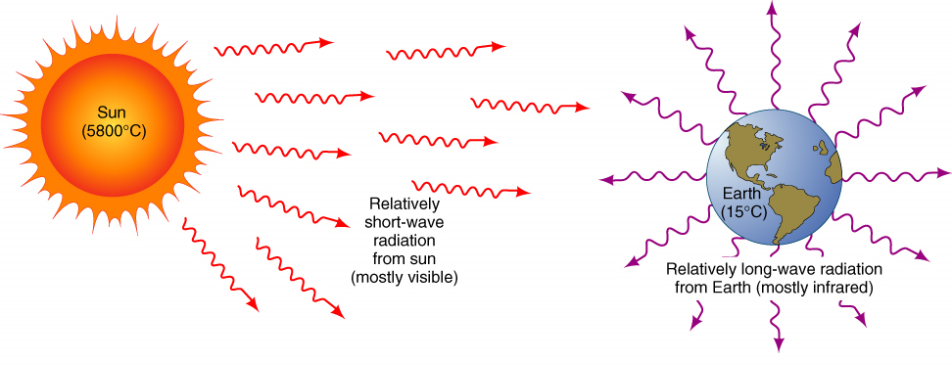 Sun
(5800°C)
Relatively
short-wave
radiation
from sun
(mostly visible)
Earth
(15°C)
Relatively long-wave radiation
from Earth (mostly infrared)